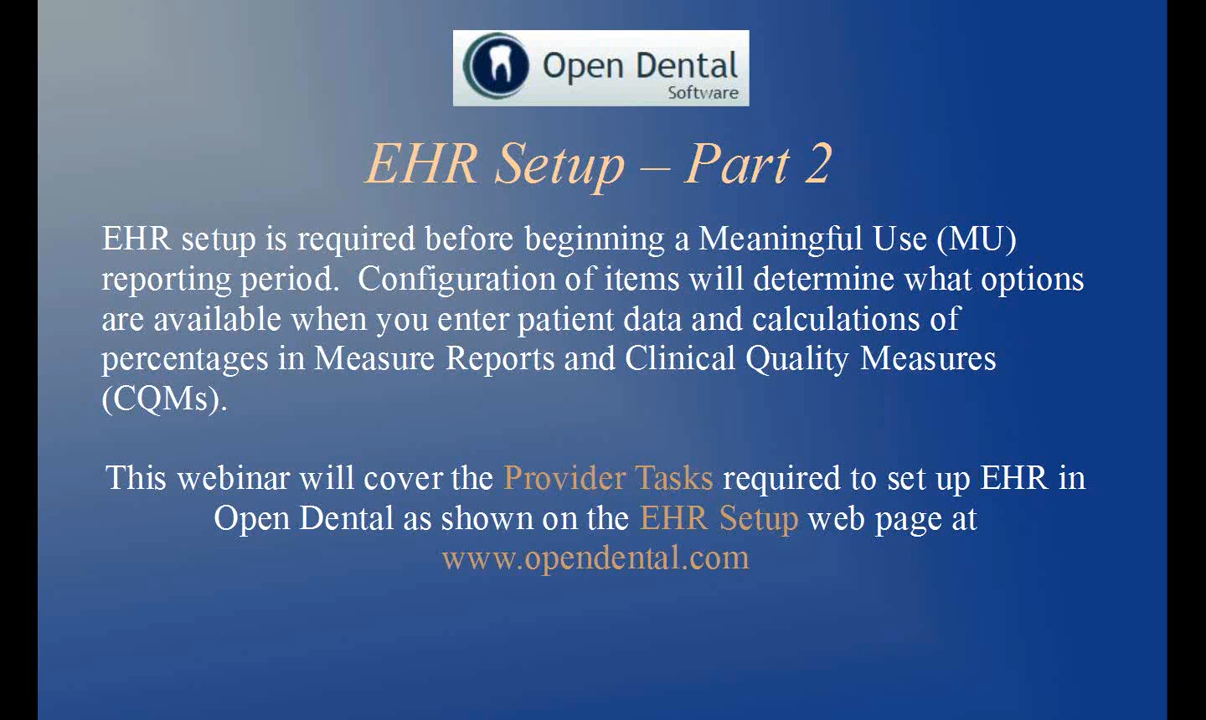 Open Dental
Software
EHR Setup – Part 2
EHR setup is required before beginning a Meaningful Use (MU)
reporting period.  Configuration of items will determine what options
are available when you enter patient data and calculations of
percentages in Measure Reports and Clinical Quality Measures
(CQMs).
This webinar will cover the Provider Tasks required to set up EHR in
Open Dental as shown on the EHR Setup web page at
www.opendental.com